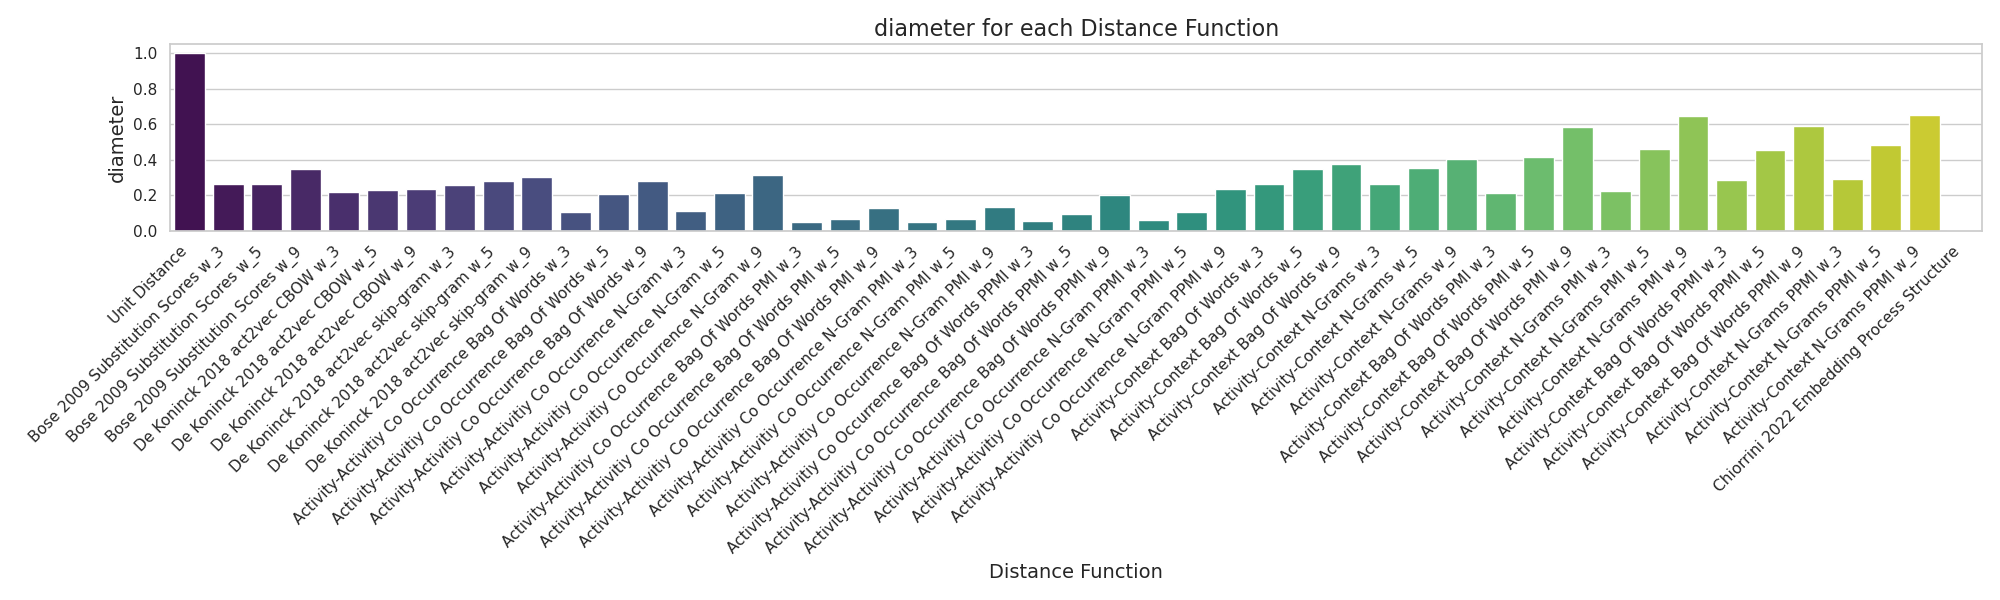 diameter for each Distance Function
diameter
1.0
0.8
0.6
0.4
0.2
0.0
Unit Distance
Bose 2009 Substitution Scores w_3
Bose 2009 Substitution Scores w_5
Bose 2009 Substitution Scores w_9
De Koninck 2018 act2vec CBOW w_3
De Koninck 2018 act2vec CBOW w_5
De Koninck 2018 act2vec CBOW w_9
De Koninck 2018 act2vec skip-gram w_3
De Koninck 2018 act2vec skip-gram w_5
De Koninck 2018 act2vec skip-gram w_9
Activity-Activitiy Co Occurrence Bag Of Words w_3
Activity-Activitiy Co Occurrence Bag Of Words w_5
Activity-Activitiy Co Occurrence Bag Of Words w_9
Activity-Activitiy Co Occurrence N-Gram w_3
Activity-Activitiy Co Occurrence N-Gram w_5
Activity-Activitiy Co Occurrence N-Gram w_9
Activity-Activitiy Co Occurrence Bag Of Words PMI w_3
Activity-Activitiy Co Occurrence Bag Of Words PMI w_5
Activity-Activitiy Co Occurrence Bag Of Words PMI w_9
Activity-Activitiy Co Occurrence N-Gram PMI w_3
Activity-Activitiy Co Occurrence N-Gram PMI w_5
Activity-Activitiy Co Occurrence N-Gram PMI w_9
Activity-Activitiy Co Occurrence Bag Of Words PPMI w_3
Activity-Activitiy Co Occurrence Bag Of Words PPMI w_5
Activity-Activitiy Co Occurrence Bag Of Words PPMI w_9
Activity-Activitiy Co Occurrence N-Gram PPMI w_3
Activity-Activitiy Co Occurrence N-Gram PPMI w_5
Activity-Activitiy Co Occurrence N-Gram PPMI w_9
Activity-Context Bag Of Words w_3
Activity-Context Bag Of Words w_5
Activity-Context Bag Of Words w_9
Activity-Context N-Grams w_3
Activity-Context N-Grams w_5
Activity-Context N-Grams w_9
Activity-Context Bag Of Words PMI w_3
Activity-Context Bag Of Words PMI w_5
Activity-Context Bag Of Words PMI w_9
Activity-Context N-Grams PMI w_3
Activity-Context N-Grams PMI w_5
Activity-Context N-Grams PMI w_9
Activity-Context Bag Of Words PPMI w_3
Activity-Context Bag Of Words PPMI w_5
Activity-Context Bag Of Words PPMI w_9
Activity-Context N-Grams PPMI w_3
Activity-Context N-Grams PPMI w_5
Activity-Context N-Grams PPMI w_9
Chiorrini 2022 Embedding Process Structure
Distance Function